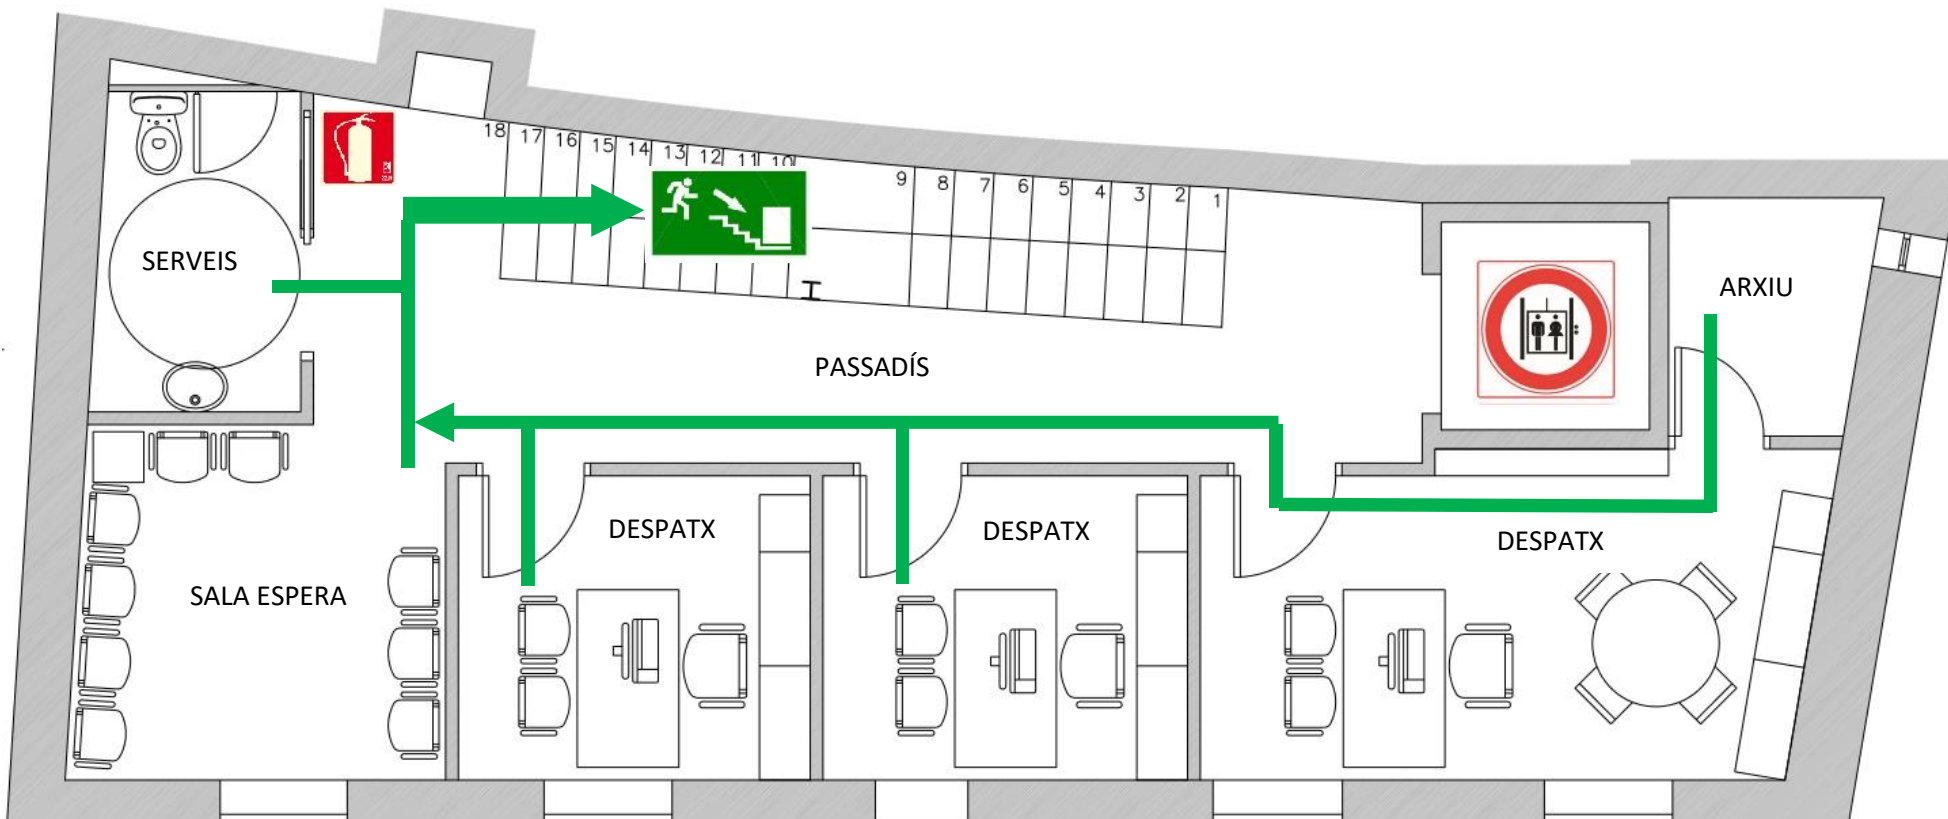 18 17 16 15 14 13 12 11 10
9 8 7 6 5 4 3 2 1
SERVEIS
ARXIU
PASSADÍS
DESPATX
DESPATX
DESPATX
SALA ESPERA